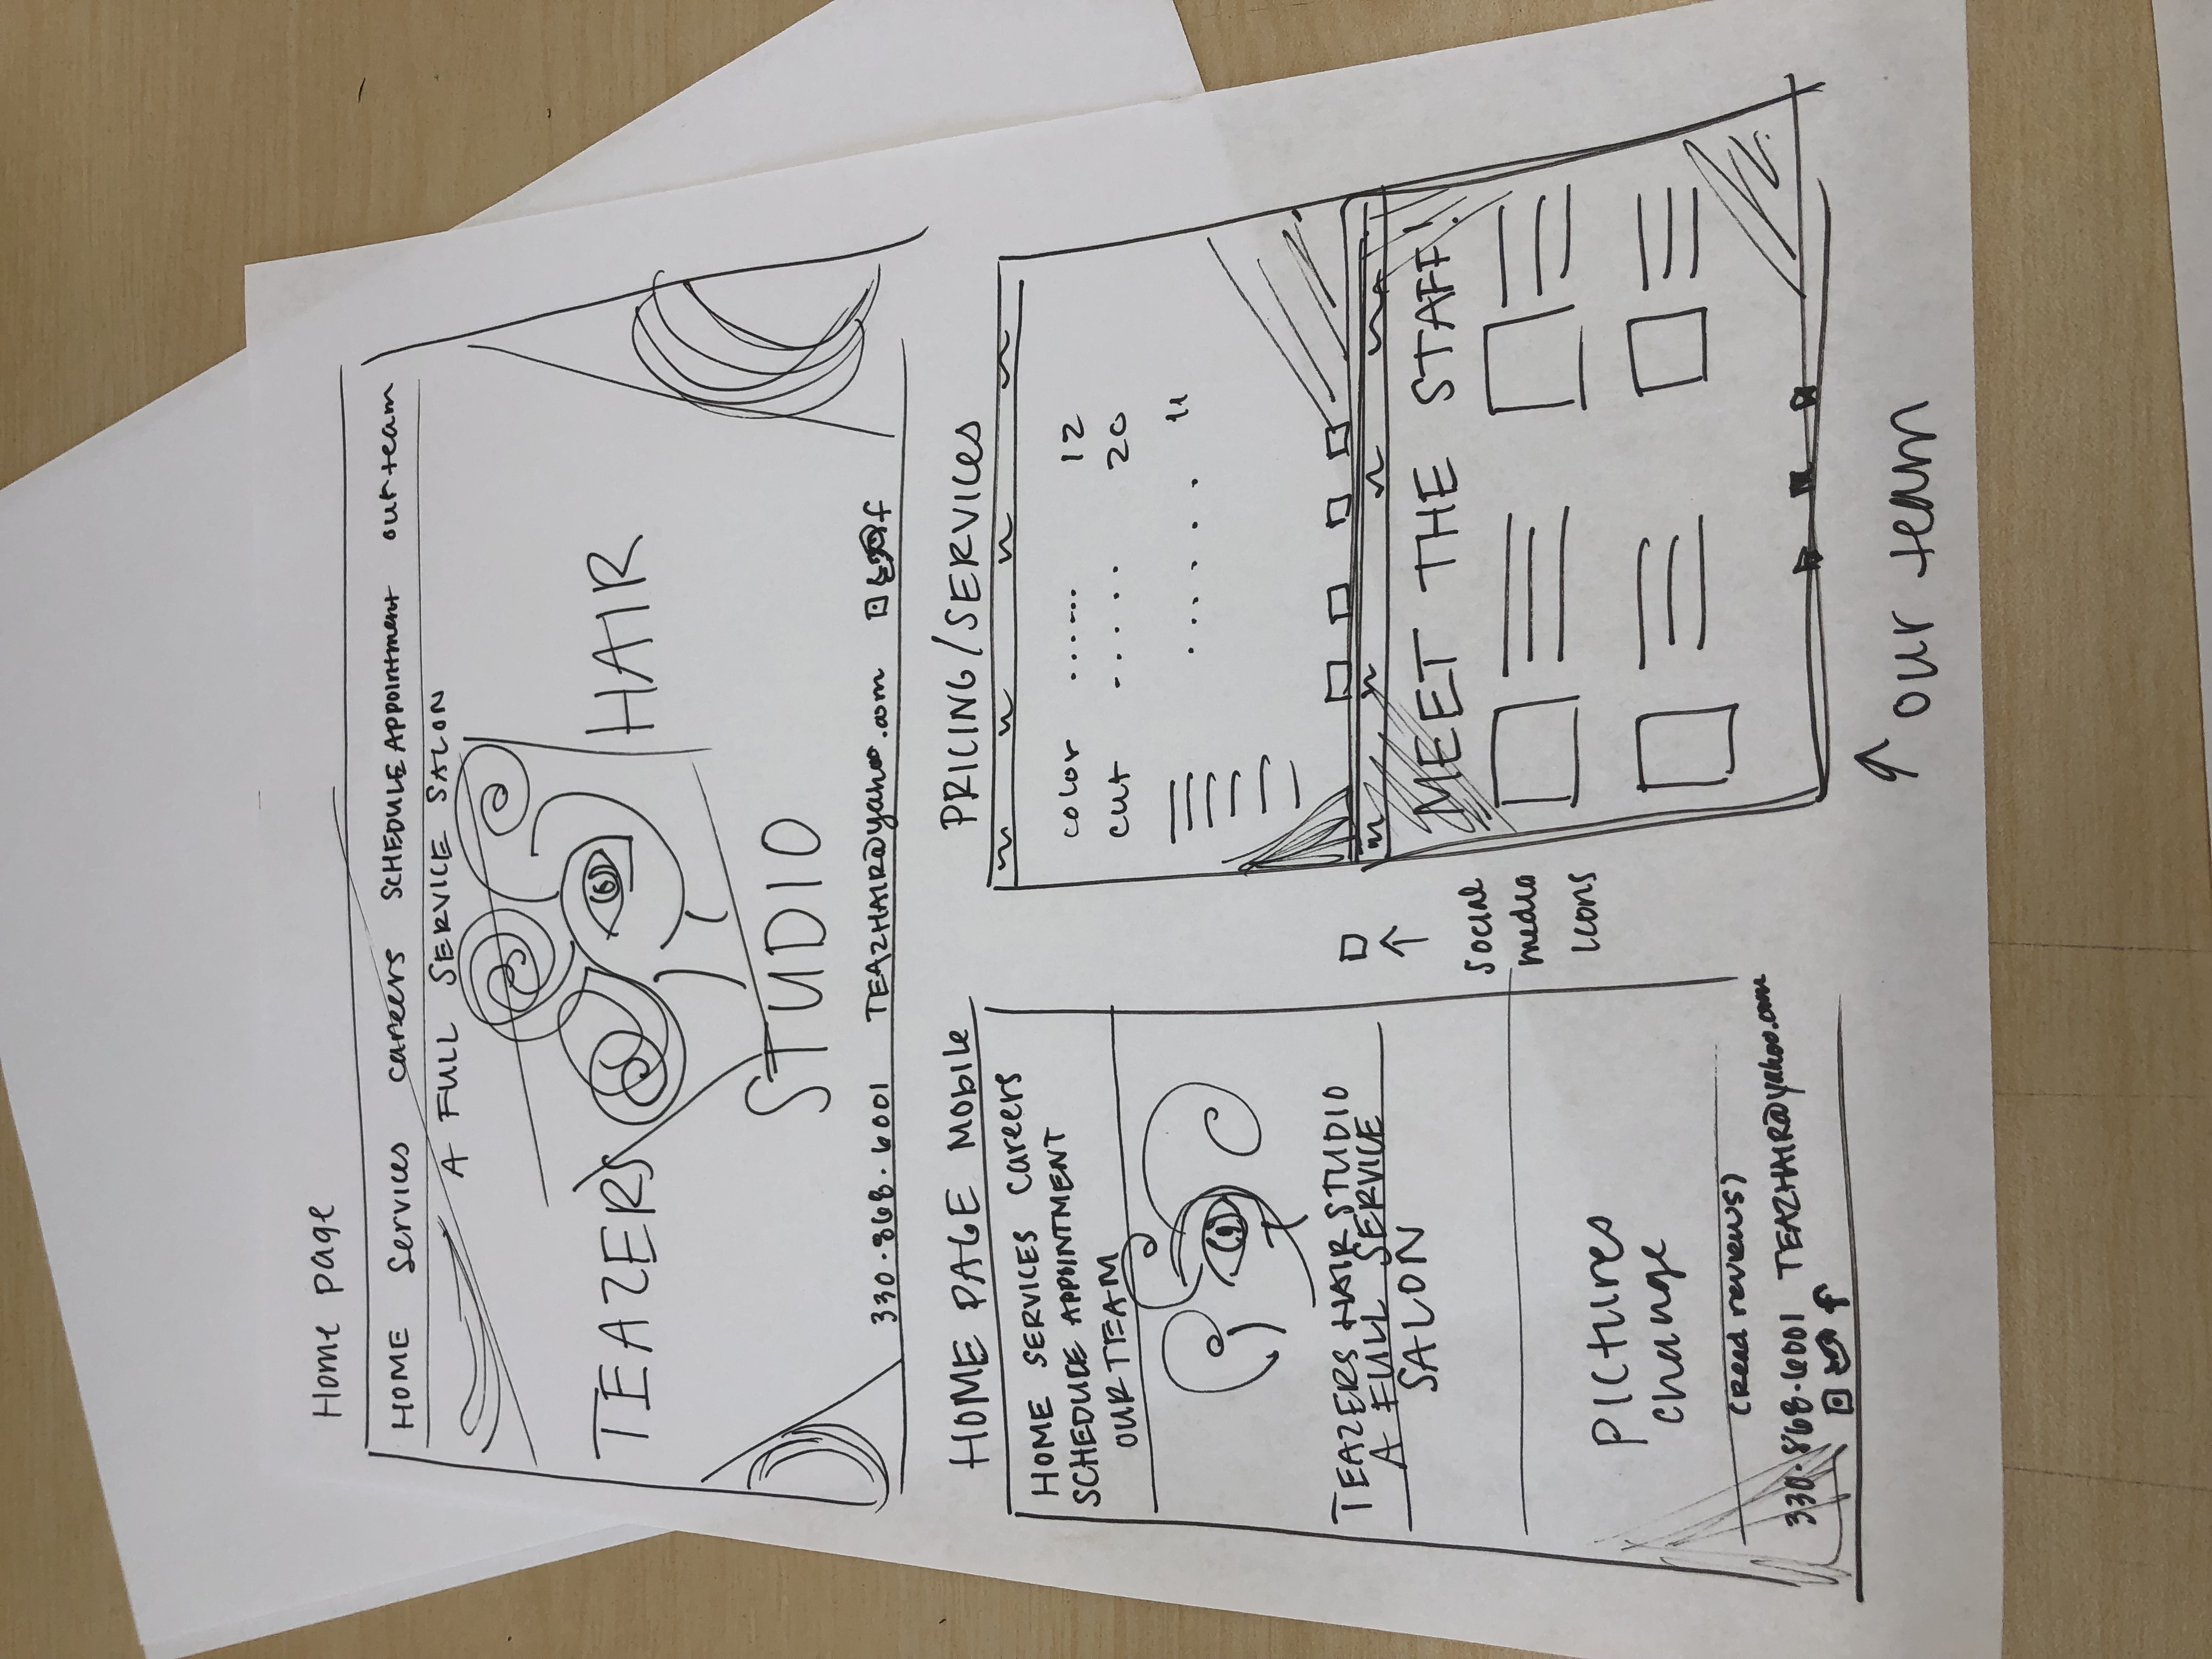 Home page
HOME Services careers SCHEDULE APPOINTMENT our team
A FULL SERVICE SALON
TEAZERS HAIR
STUDIO
330.868.6001 TEAZHAIR@yahoo.com f
HOME PAGE MOBILE
HOME SERVICES Careers
SCHEDULE APPOINTMENT
OUR TEAM
TEAZERS HAIR STUDIO
A FULL SERVICE
SALON
PICTURES
change
(Read reviews)
330.868.6001 TEAZHAIR@yahoo.com
f
Social
media
Icons
PRICING/SERVICES
color ...... 12
cut ..... 20
...... 11
MEET THE STAFF!
our team